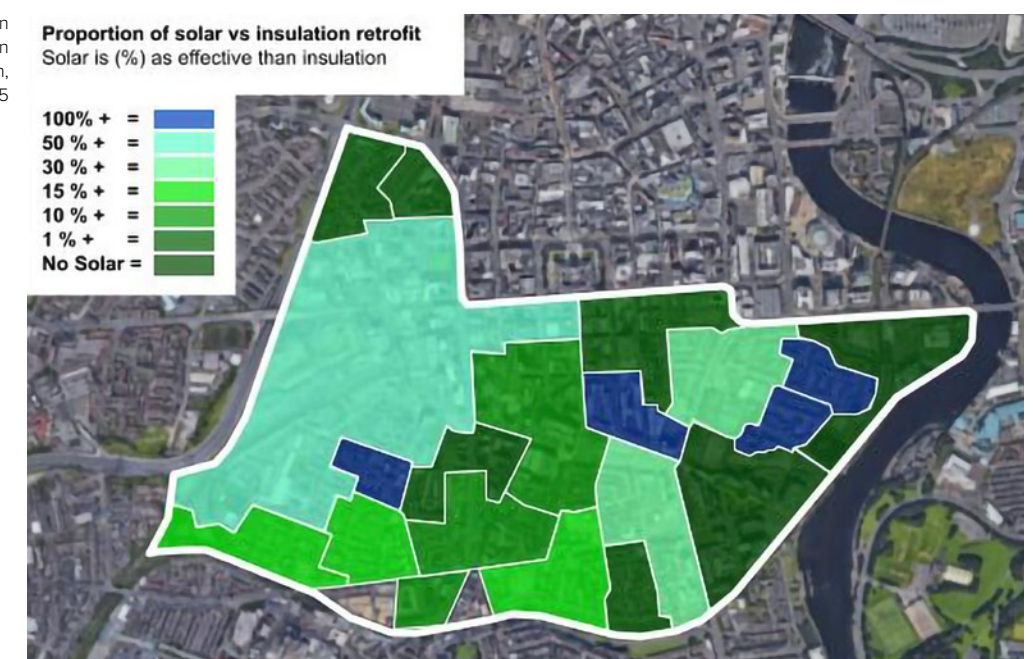 n
n
n,
5
Proportion of solar vs insulation retrofit
Solar is (%) as effective than insulation
100% + =
50 % + =
30 % + =
15 % + =
10 % + =
1 % + =
No Solar =